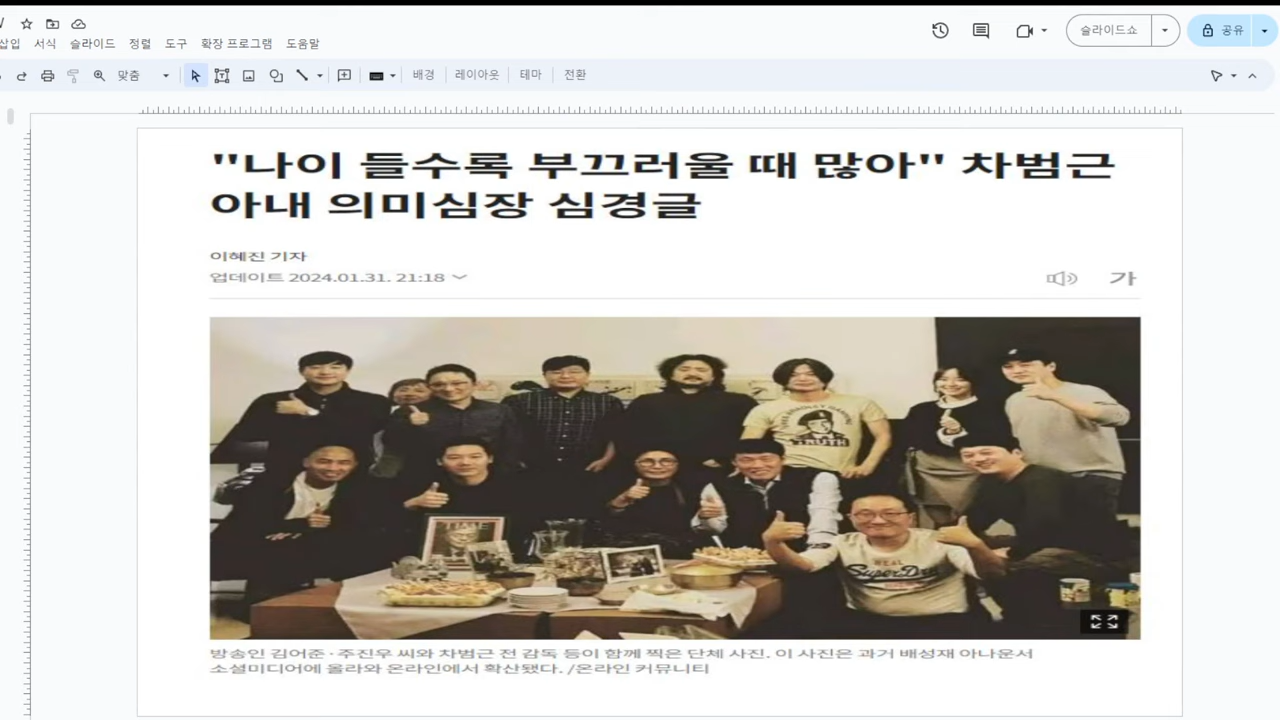 삽입 서식 슬라이드 정렬 도구 확장 프로그램 도움말
슬라이드쇼
공유
맞춤
배경 레이아웃 테마 전환
"나이 들수록 부끄러울 때 많아" 차범근
아내 의미심장 심경글
이혜진 기자
업데이트 2024.01.31. 21:18
가
TRUTH
TIME
REAL
SuperDry
방송인 김어준·주진우 씨와 차범근 전 감독 등이 함께 찍은 단체 사진. 이 사진은 과거 배성재 아나운서
소셜미디어에 올라와 온라인에서 확산됐다. /온라인 커뮤니티